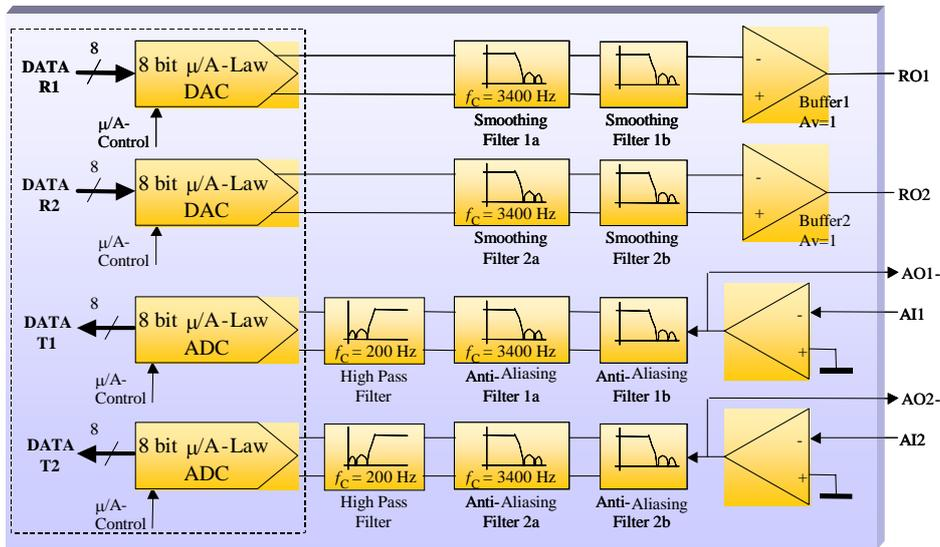 8
DATA
R1
8 bit µ/A-Law
DAC
µ/A-
Control
fC = 3400 Hz
Smoothing
Filter 1a
Smoothing
Filter 1b
-
+
Buffer1
Av=1
RO1
8
DATA
R2
8 bit µ/A-Law
DAC
µ/A-
Control
fC = 3400 Hz
Smoothing
Filter 2a
Smoothing
Filter 2b
-
+
Buffer2
Av=1
RO2
8
DATA
T1
8 bit µ/A-Law
ADC
µ/A-
Control
fC = 200 Hz
High Pass
Filter
fC = 3400 Hz
Anti-Aliasing
Filter 1a
Anti-Aliasing
Filter 1b
-
+
AO1-
AI1
8
DATA
T2
8 bit µ/A-Law
ADC
µ/A-
Control
fC = 200 Hz
High Pass
Filter
fC = 3400 Hz
Anti-Aliasing
Filter 2a
Anti-Aliasing
Filter 2b
-
+
AO2-
AI2